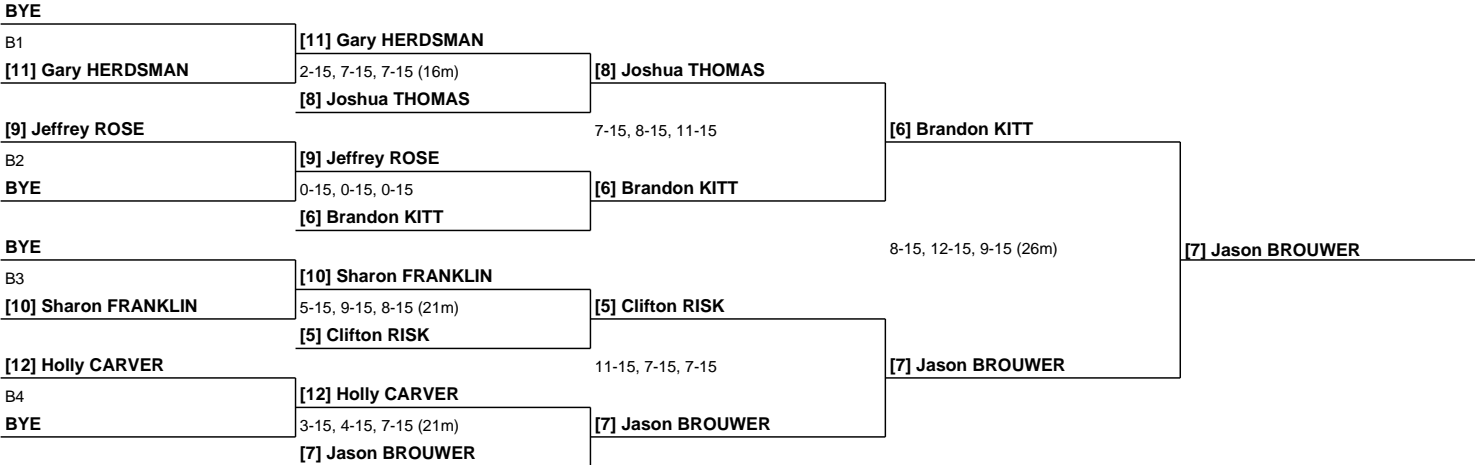 BYE
B1
[11] Gary HERDSMAN
[11] Gary HERDSMAN
2-15, 7-15, 7-15 (16m)
[8] Joshua THOMAS
[8] Joshua THOMAS
[9] Jeffrey ROSE
7-15, 8-15, 11-15
[6] Brandon KITT
B2
[9] Jeffrey ROSE
BYE
0-15, 0-15, 0-15
[6] Brandon KITT
[6] Brandon KITT
BYE
8-15, 12-15, 9-15 (26m)
[7] Jason BROUWER
B3
[10] Sharon FRANKLIN
[10] Sharon FRANKLIN
5-15, 9-15, 8-15 (21m)
[5] Clifton RISK
[5] Clifton RISK
[12] Holly CARVER
11-15, 7-15, 7-15
[7] Jason BROUWER
B4
[12] Holly CARVER
BYE
3-15, 4-15, 7-15 (21m)
[7] Jason BROUWER
[7] Jason BROUWER